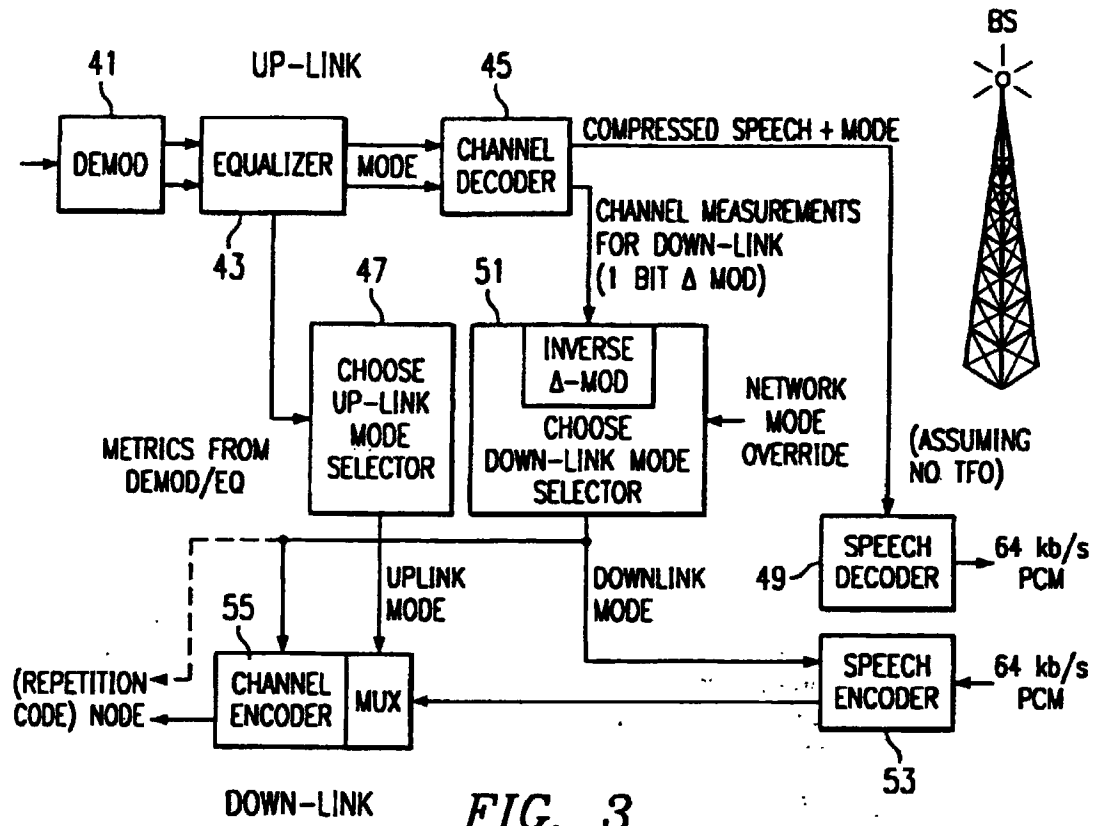 BS
UP-LINK
41
45
DEMOD
EQUALIZER
MODE
CHANNEL
DECODER
COMPRESSED SPEECH + MODE
43
CHANNEL MEASUREMENTS
FOR DOWN-LINK
(1 BIT Δ MOD)
47
51
CHOOSE
UP-LINK
MODE
SELECTOR
INVERSE
Δ-MOD
CHOOSE
DOWN-LINK MODE
SELECTOR
NETWORK
MODE
OVERRIDE
METRICS FROM
DEMOD/EQ
(ASSUMING
NO TFO)
49
SPEECH
DECODER
64 kb/s
PCM
UPLINK
MODE
DOWNLINK
MODE
55
(REPETITION
CODE) NODE
CHANNEL
ENCODER
MUX
SPEECH
ENCODER
64 kb/s
PCM
53
DOWN-LINK
FIG. 3